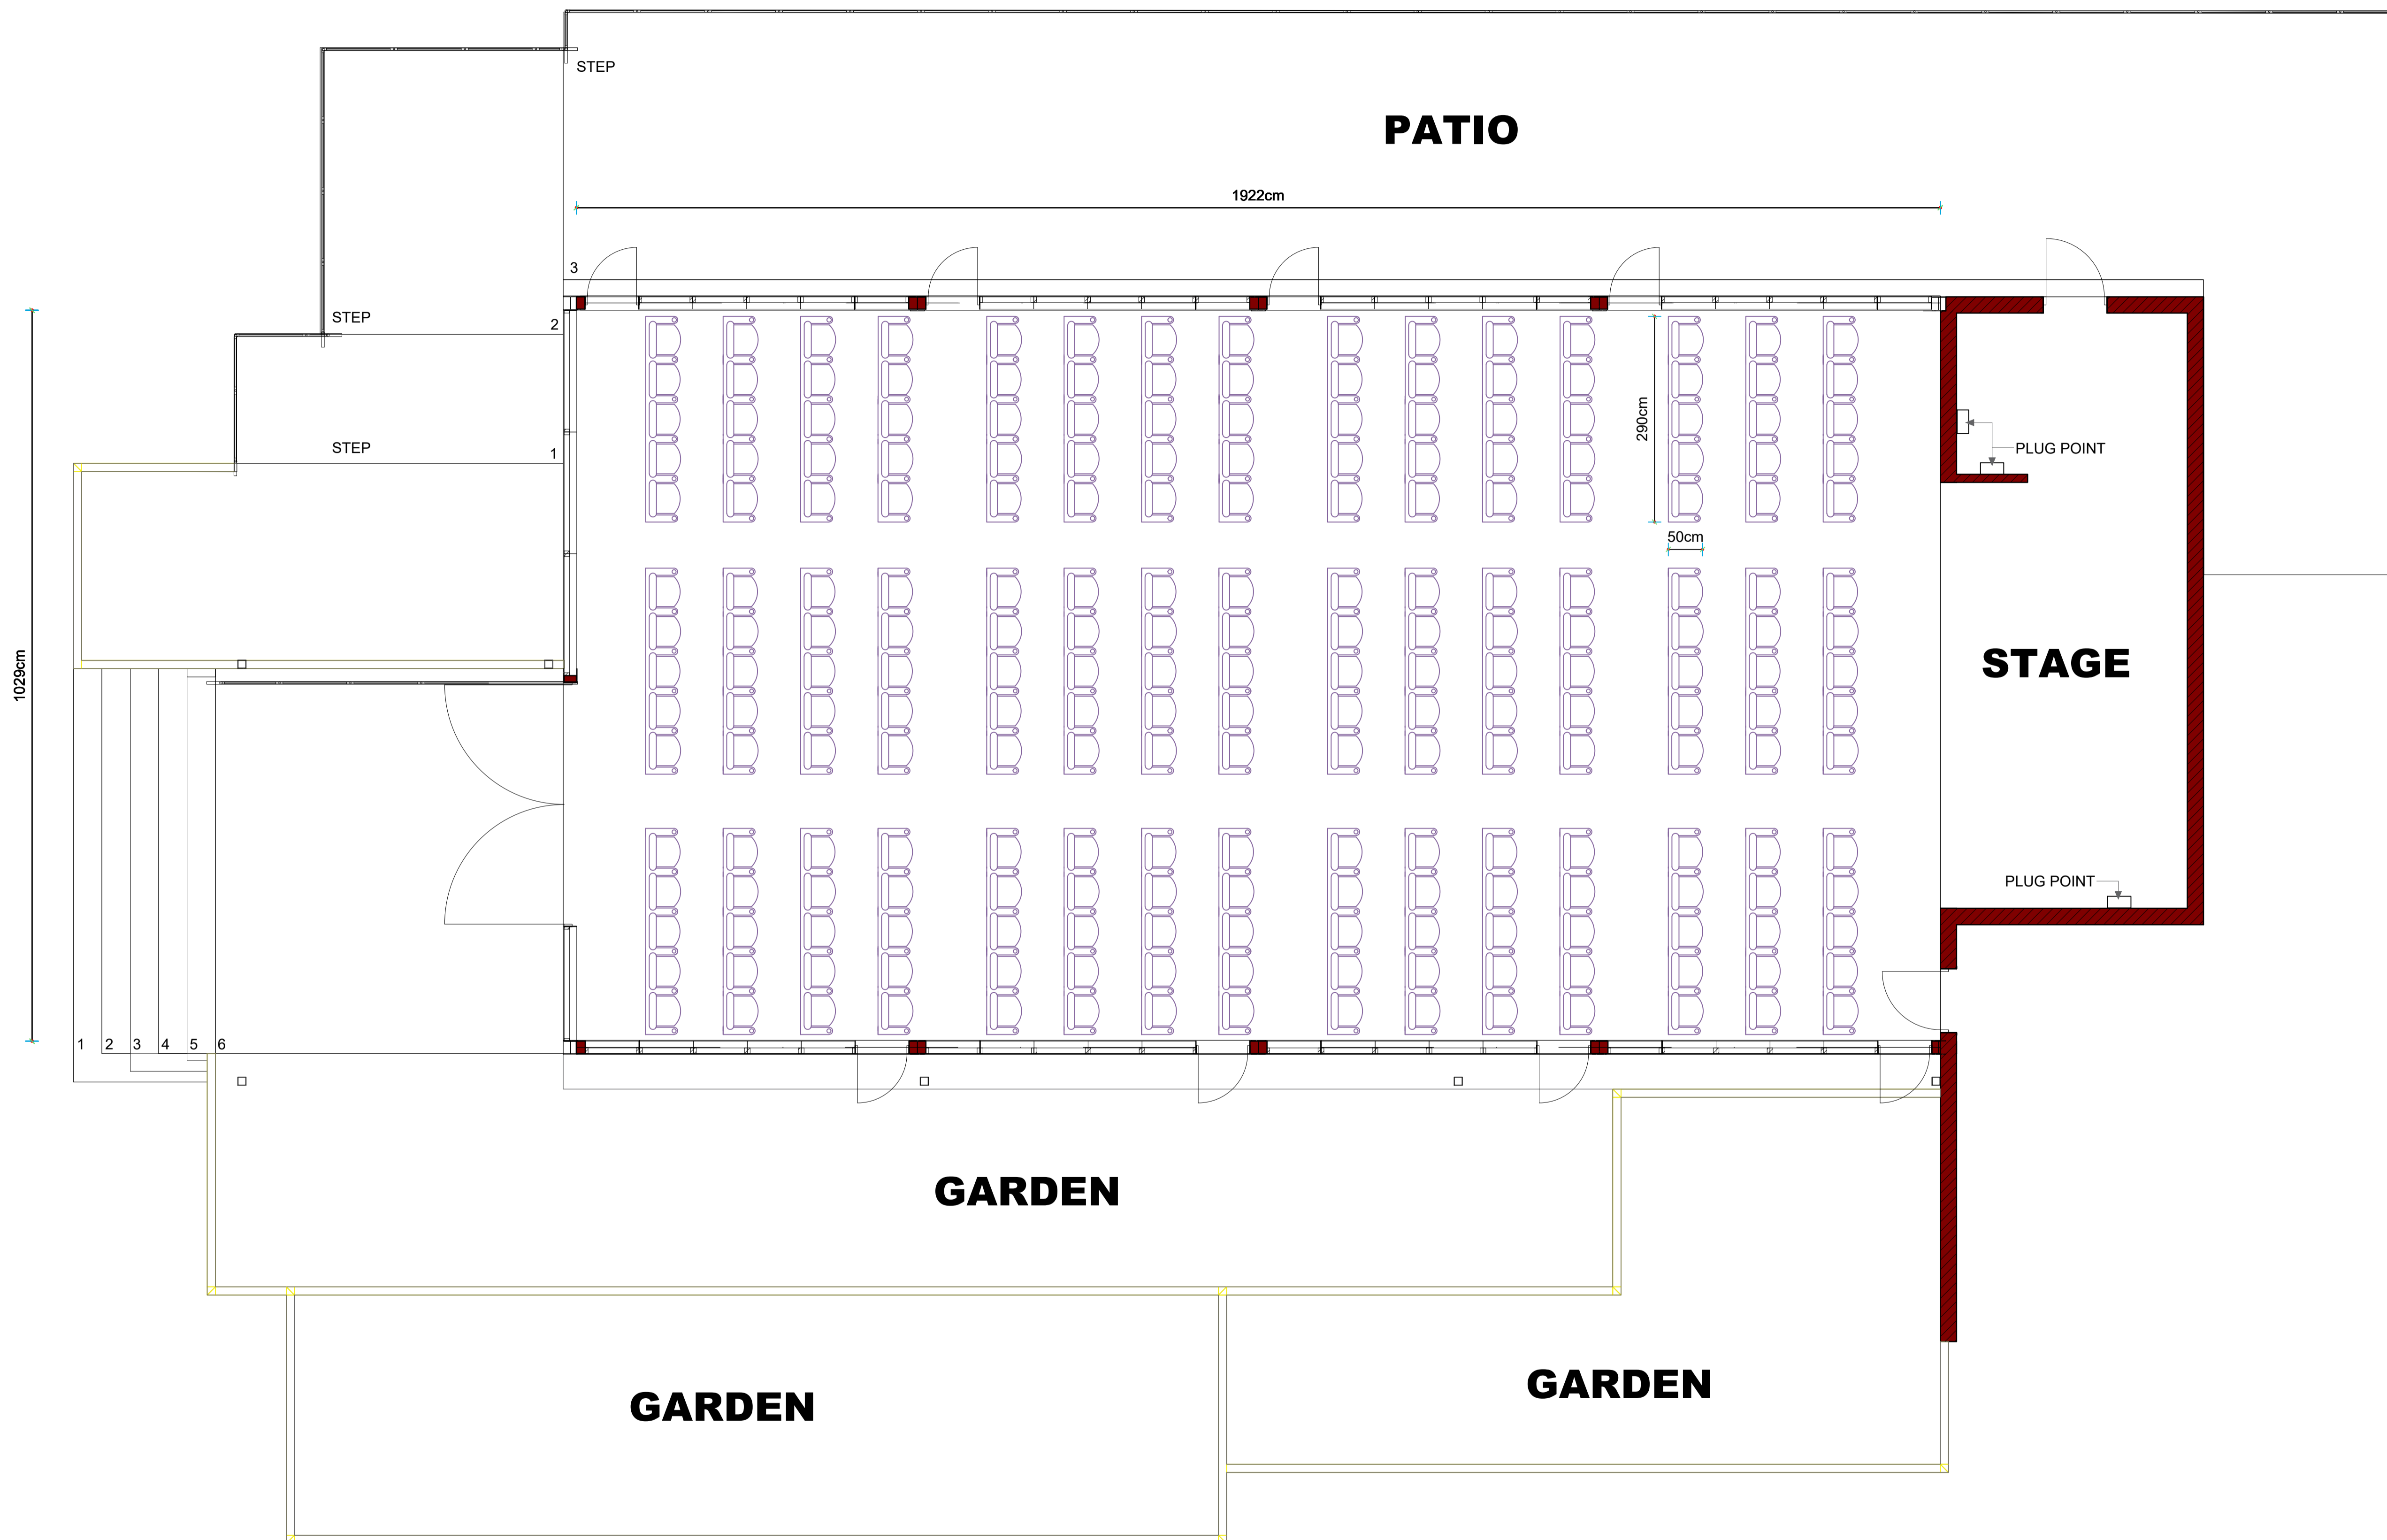 STEP
PATIO
1922cm
3
STEP
2
290cm
STEP
1
PLUG POINT
50cm
1029cm
STAGE
PLUG POINT
1 2 3 4 5 6
GARDEN
GARDEN
GARDEN